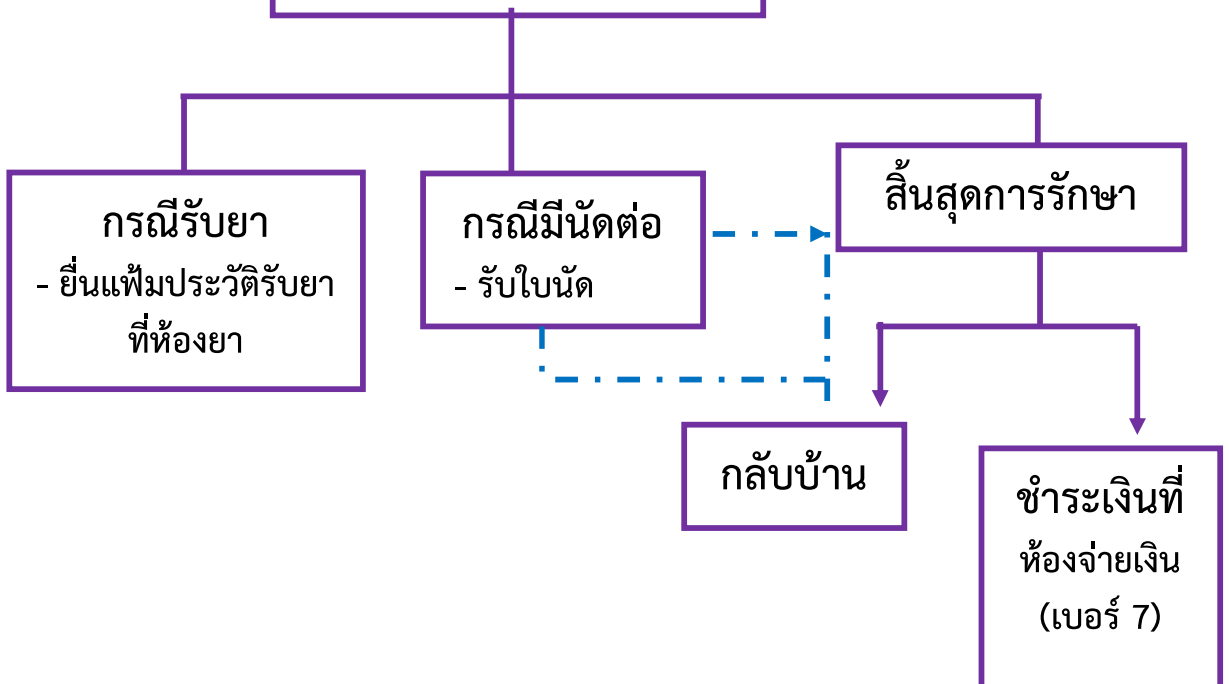 กรณีรับยา
- ยื่นแฟ้มประวัติรับยา
ที่ห้องยา
กรณีมีนัดต่อ
- รับใบนัด
สิ้นสุดการรักษา
กลับบ้าน
ชำระเงินที่
ห้องจ่ายเงิน
(เบอร์ 7)